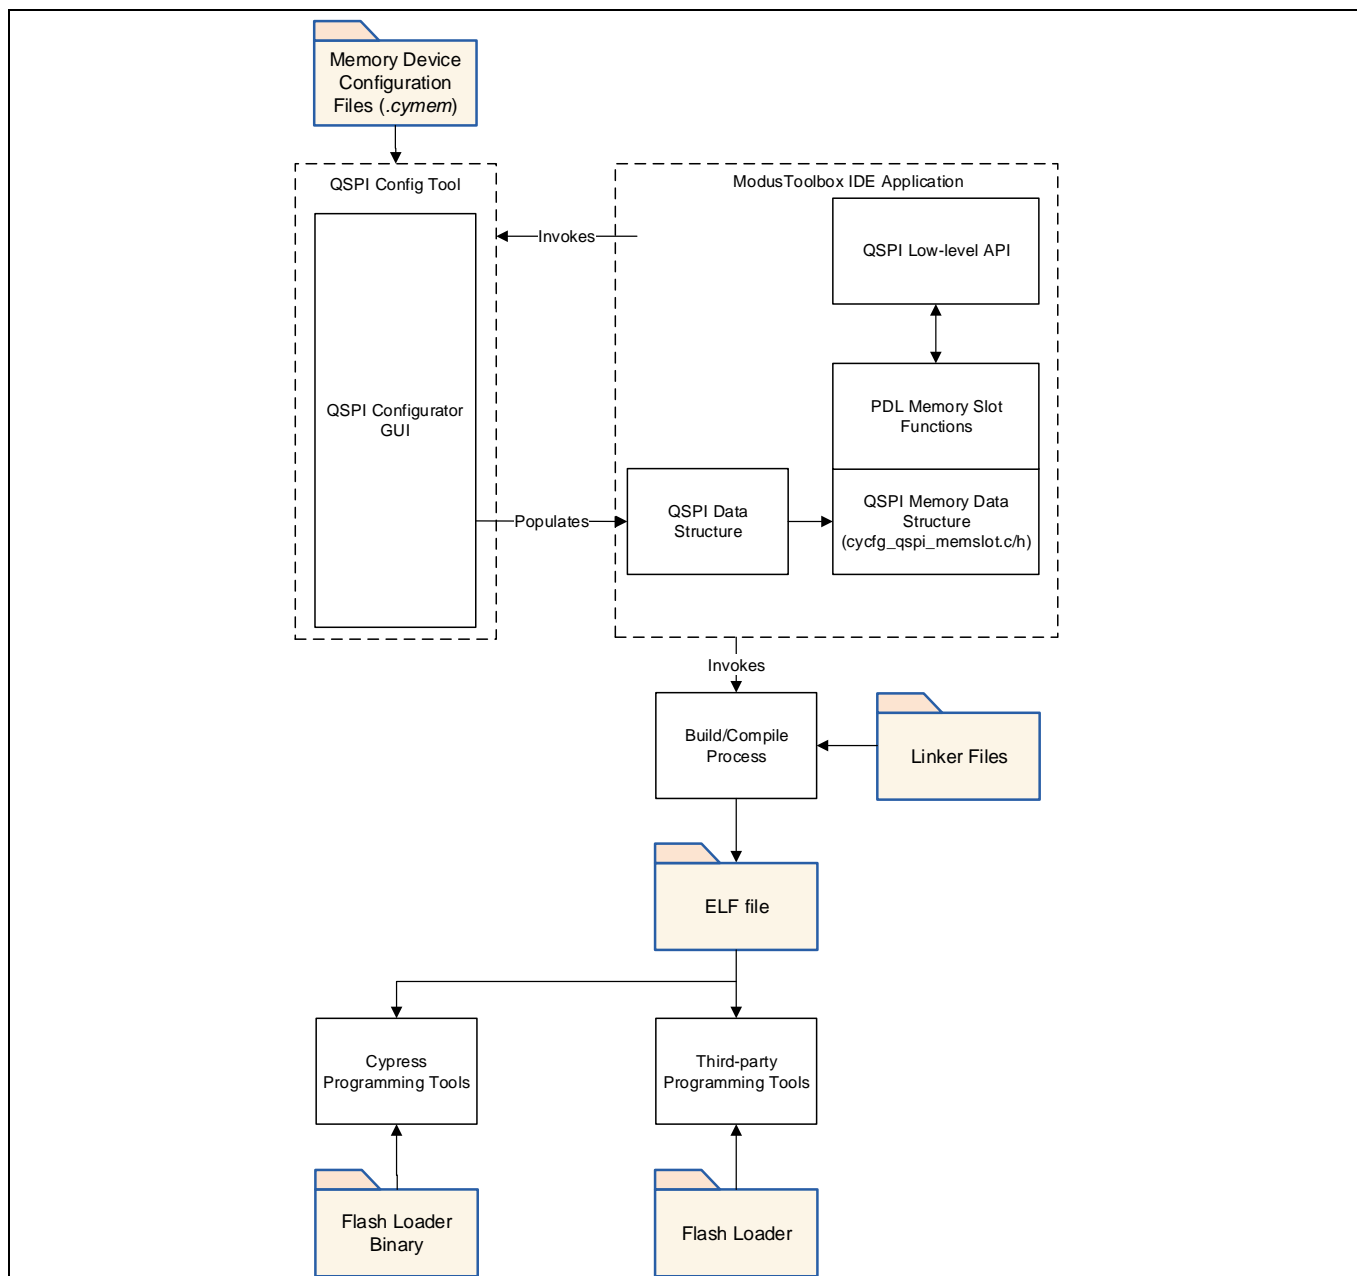 Memory Device
Configuration
Files (.cymem)
QSPI Config Tool
ModusToolbox IDE Application
QSPI Low-level API
Invokes
QSPI Configurator
GUI
PDL Memory Slot
Functions
Populates
QSPI Data
Structure
QSPI Memory Data
Structure
(cycfg_qspi_memslot.c/h)
Invokes
Build/Compile
Process
Linker Files
ELF file
Cypress
Programming Tools
Third-party
Programming Tools
Flash Loader
Binary
Flash Loader